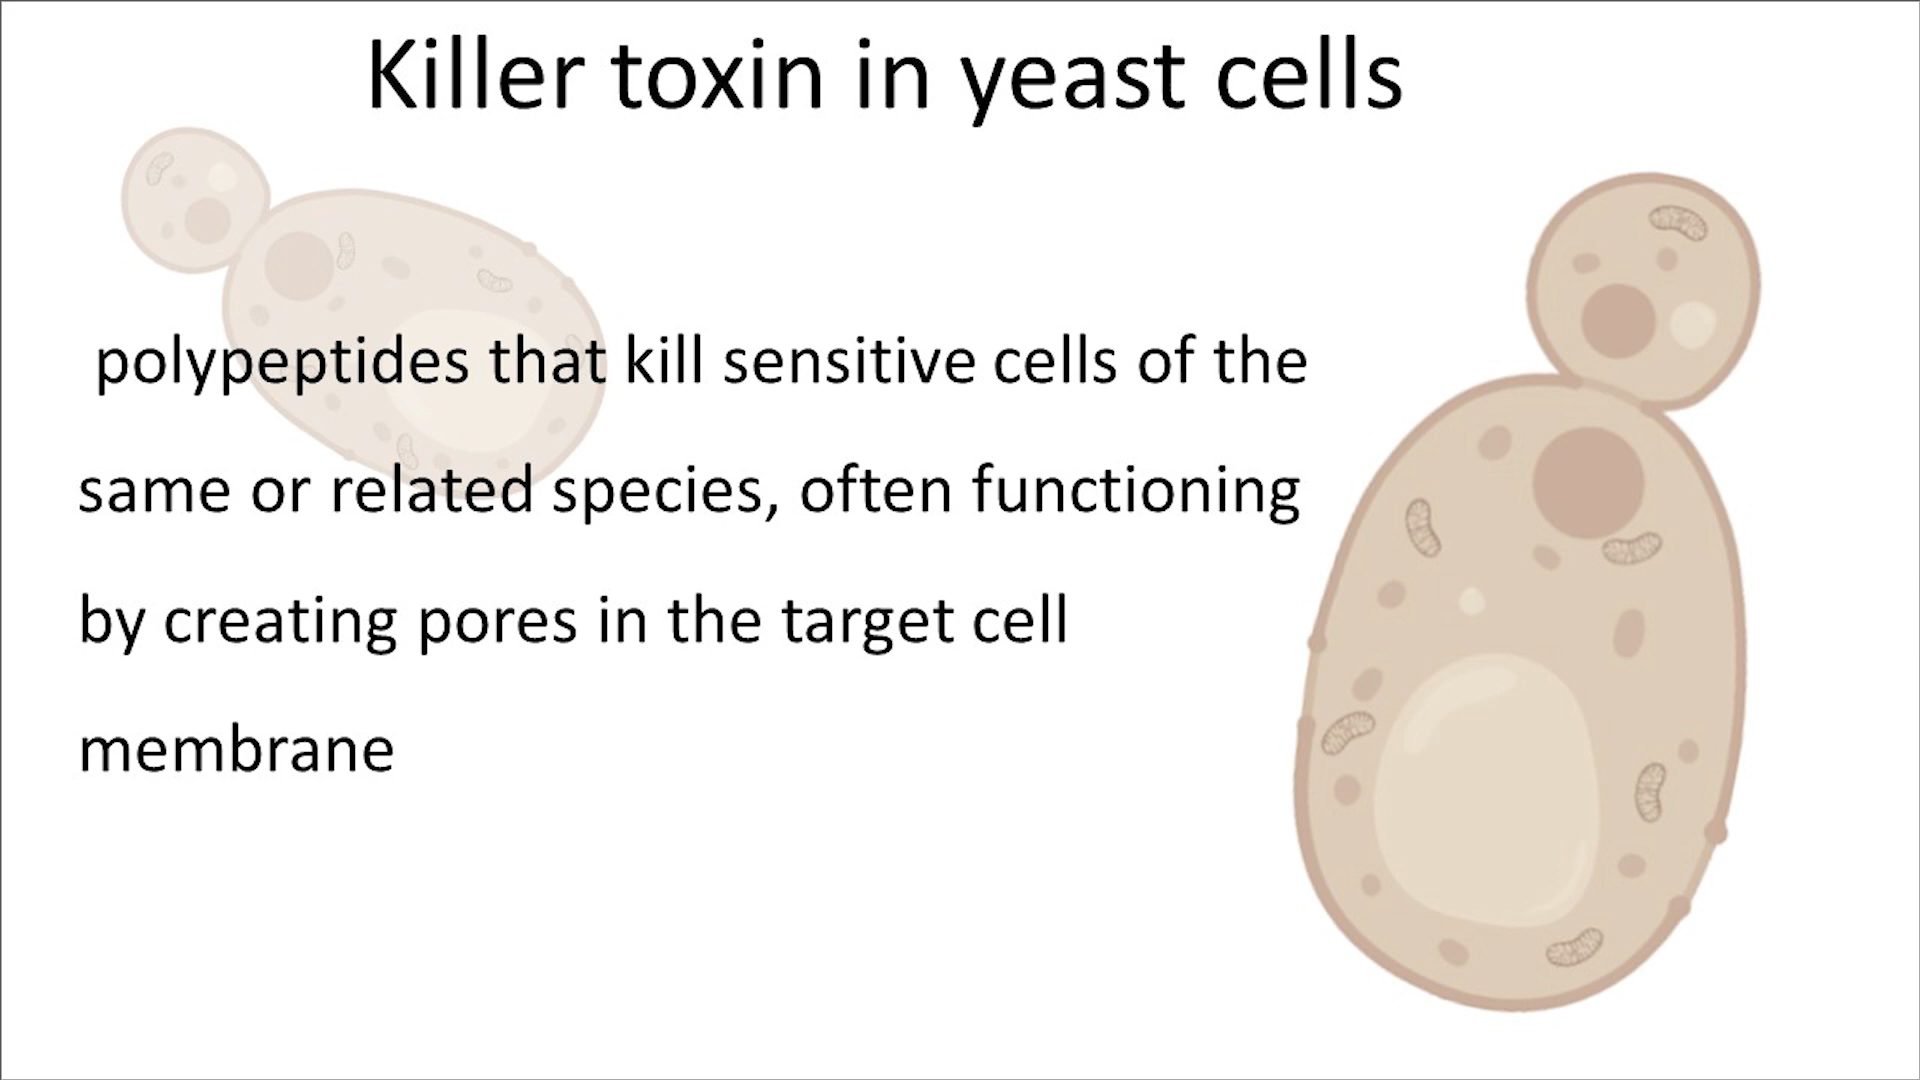 Killer toxin in yeast cells
polypeptides that kill sensitive cells of the
same or related species, often functioning
by creating pores in the target cell
membrane